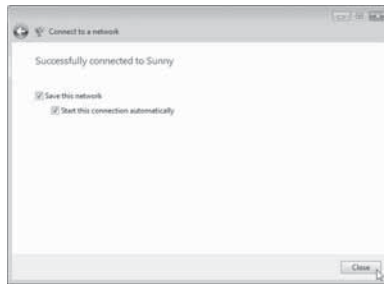 Connect to a network
Successfully connected to Sunny
Save this network
Start this connection automatically
Close